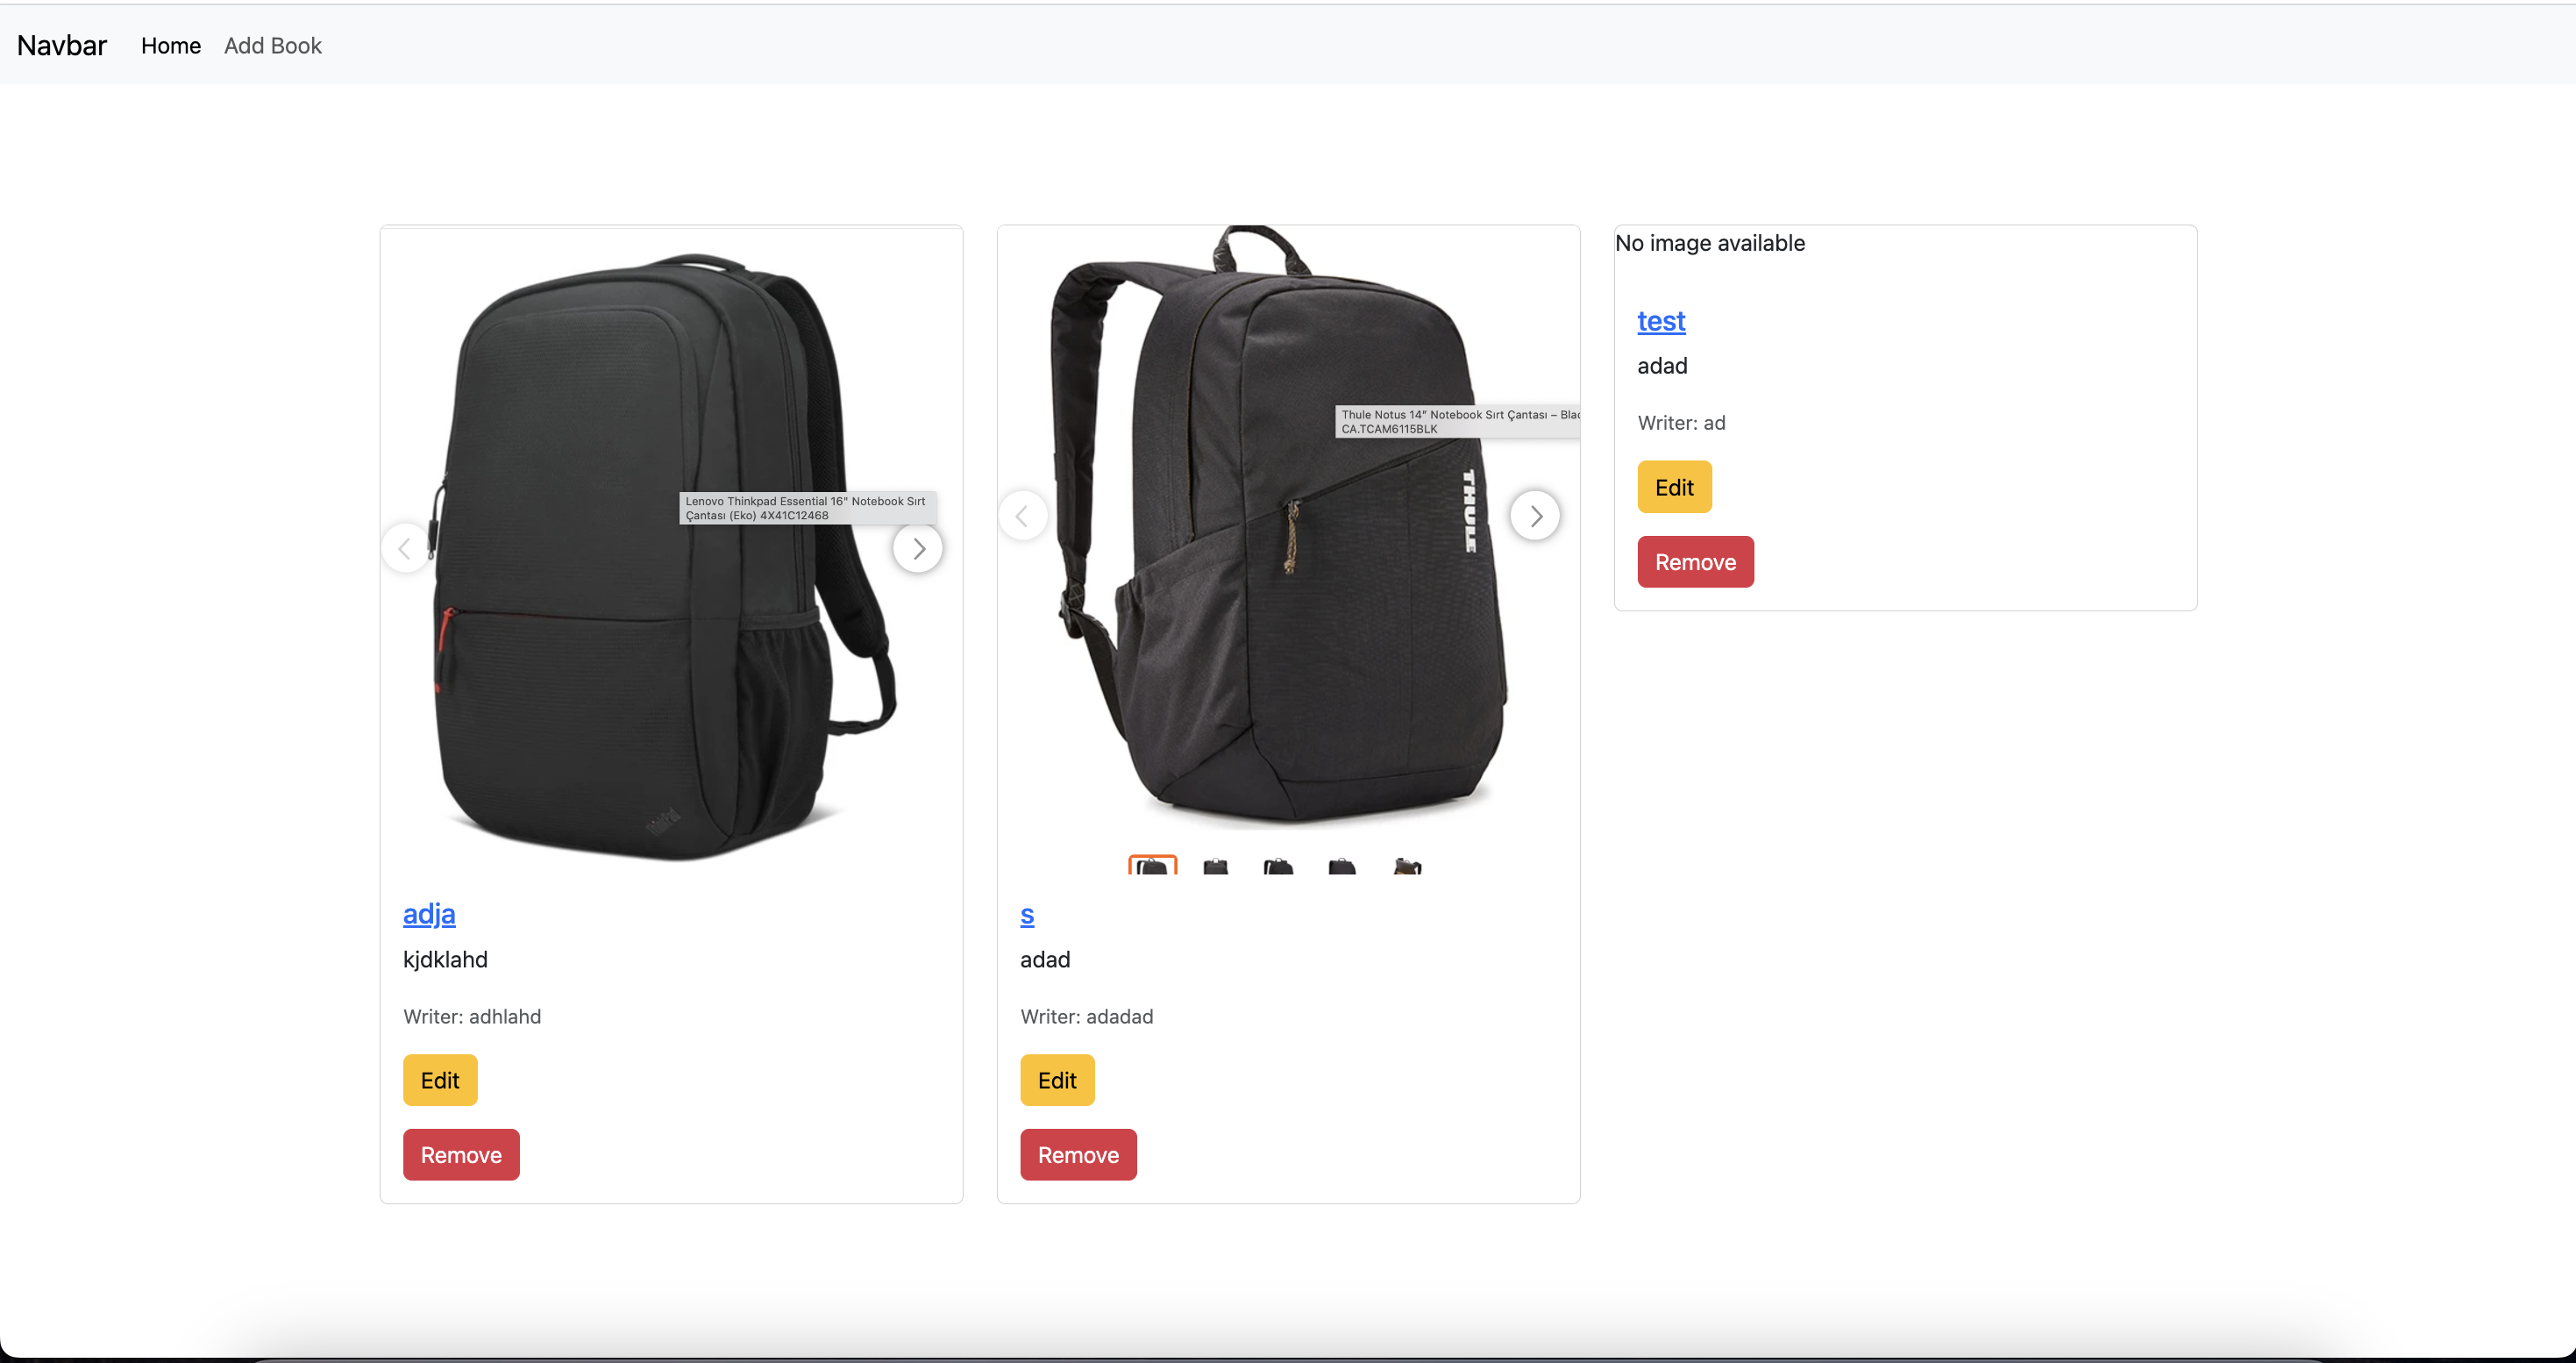 Navbar Home Add Book
Lenovo Thinkpad Essential 16" Notebook Sırt
Çantası (Eko) 4X41C12468
adja
kjdklahd
Writer: adhlahd
Edit
Remove
Thule Notus 14" Notebook Sırt Çantası –
CA.TCAM6115BLK
THULE
s
adad
Writer: adadad
Edit
Remove
No image available
test
adad
Writer: ad
Edit
Remove